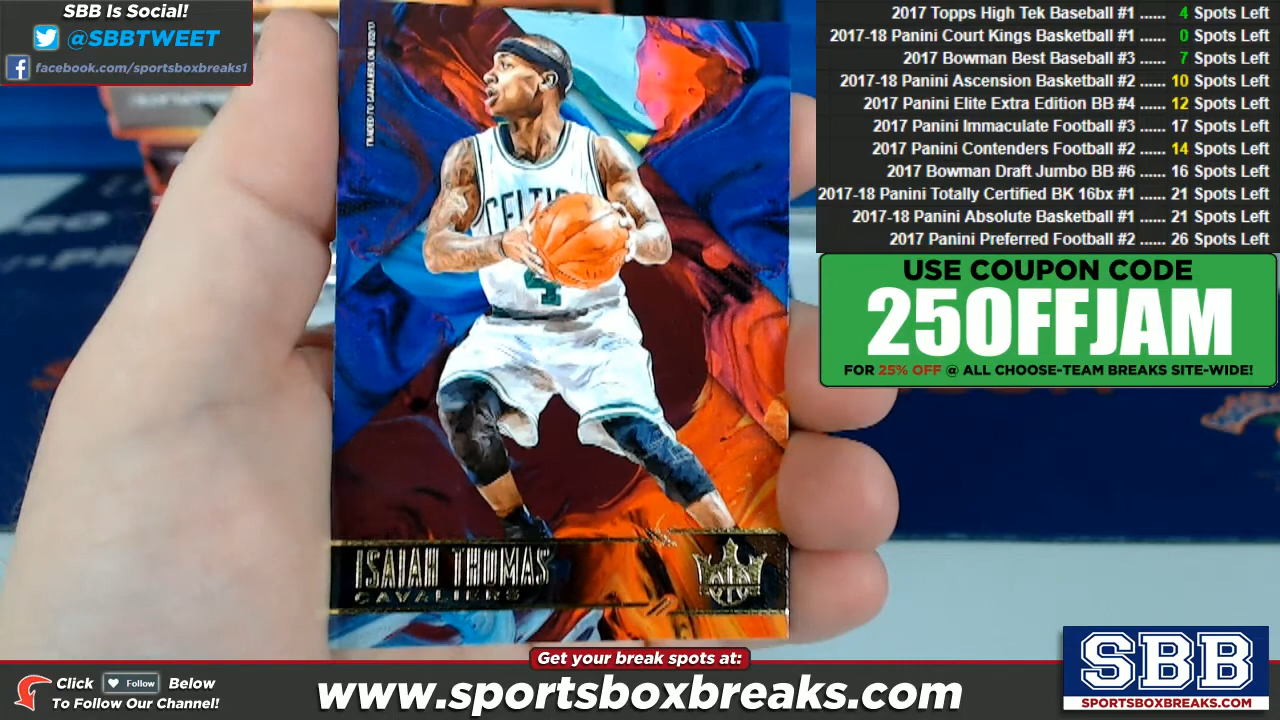 SBB Is Social!
@SBBTWEET
facebook.com/sportsboxbreaks1
2017 Topps High Tek Baseball #1 ...... 4 Spots Left
2017-18 Panini Court Kings Basketball #1 ...... 0 Spots Left
2017 Bowman Best Baseball #3 ...... 7 Spots Left
2017-18 Panini Ascension Basketball #2 ...... 10 Spots Left
2017 Panini Elite Extra Edition BB #4 ...... 12 Spots Left
2017 Panini Immaculate Football #3 ...... 17 Spots Left
2017 Panini Contenders Football #2 ...... 14 Spots Left
2017 Bowman Draft Jumbo BB #6 ...... 16 Spots Left
2017-18 Panini Totally Certified BK 16bx #1 ...... 21 Spots Left
2017-18 Panini Absolute Basketball #1 ...... 21 Spots Left
2017 Panini Preferred Football #2 ...... 26 Spots Left
USE COUPON CODE
25OFFJAM
FOR 25% OFF @ ALL CHOOSE-TEAM BREAKS SITE-WIDE!
TRADED TO CAVALIERS ON
CELTIC
4
ISAIAH THOMAS
CAVALIERS
Get your break spots at:
www.sportsboxbreaks.com
Click Follow Below
To Follow Our Channel!
SBB
SPORTSBOXBREAKS.COM